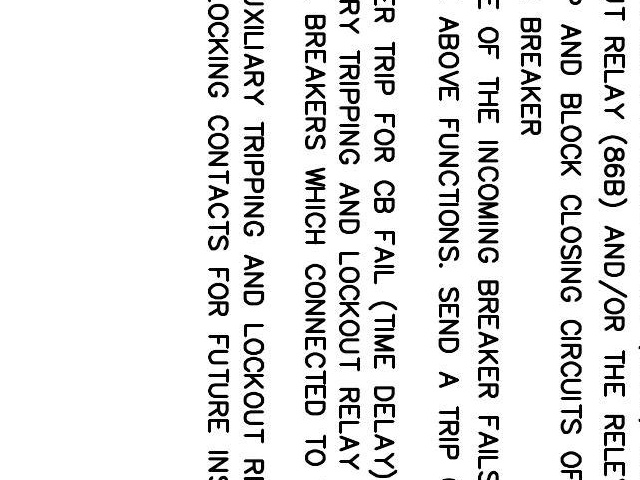 UT RELAY (86B) AND/OR THE RELE
P AND BLOCK CLOSING CIRCUITS OF
BREAKER
E OF THE INCOMING BREAKER FAILS
ABOVE FUNCTIONS. SEND A TRIP
ER TRIP FOR CB FAIL (TIME DELAY)
RY TRIPPING AND LOCKOUT RELAY
BREAKERS WHICH CONNECTED TO
UXILIARY TRIPPING AND LOCKOUT RE
LOCKING CONTACTS FOR FUTURE INS